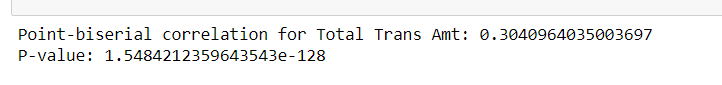 Point-biserial correlation for Total Trans Amt: 0.3040964035003697
P-value: 1.5484212359643543e-128